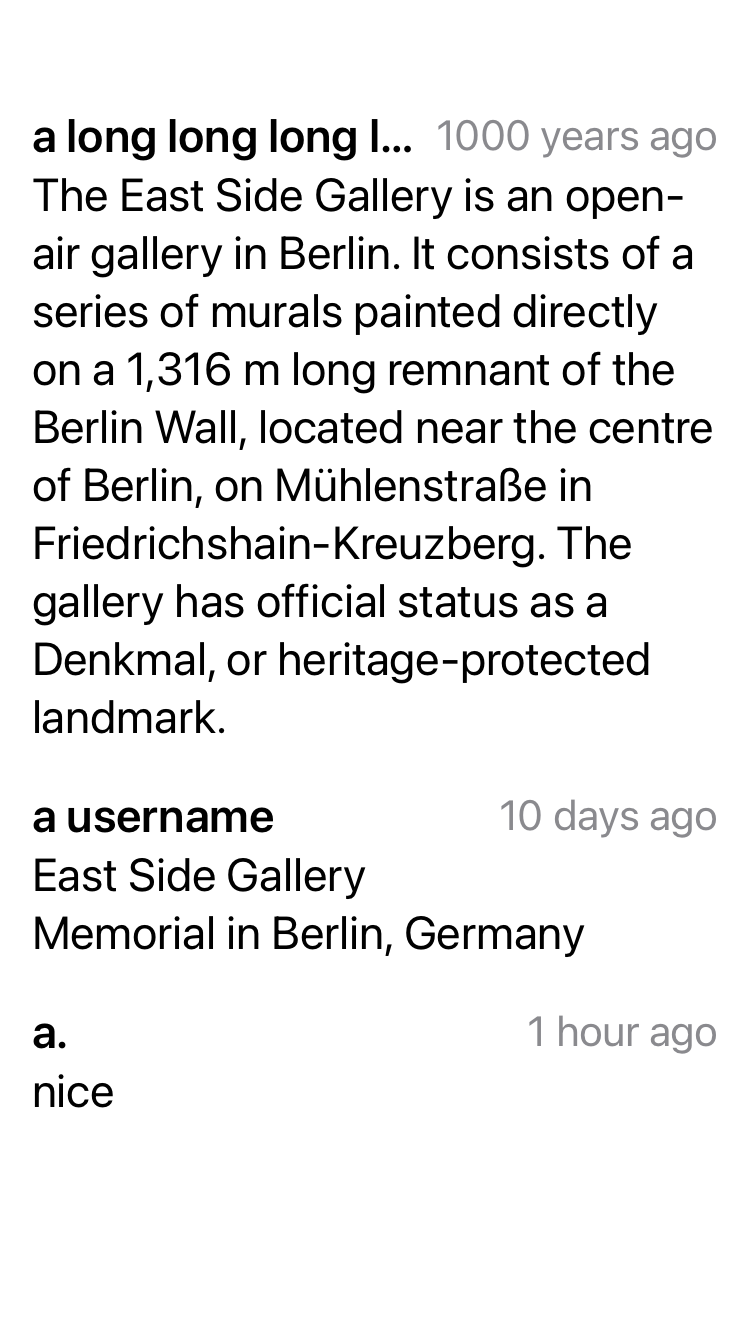 a long long long l... 1000 years ago
The East Side Gallery is an open-
air gallery in Berlin. It consists of a
series of murals painted directly
on a 1,316 m long remnant of the
Berlin Wall, located near the centre
of Berlin, on Mühlenstraße in
Friedrichshain-Kreuzberg. The
gallery has official status as a
Denkmal, or heritage-protected
landmark.
a username 10 days ago
East Side Gallery
Memorial in Berlin, Germany
a. 1 hour ago
nice